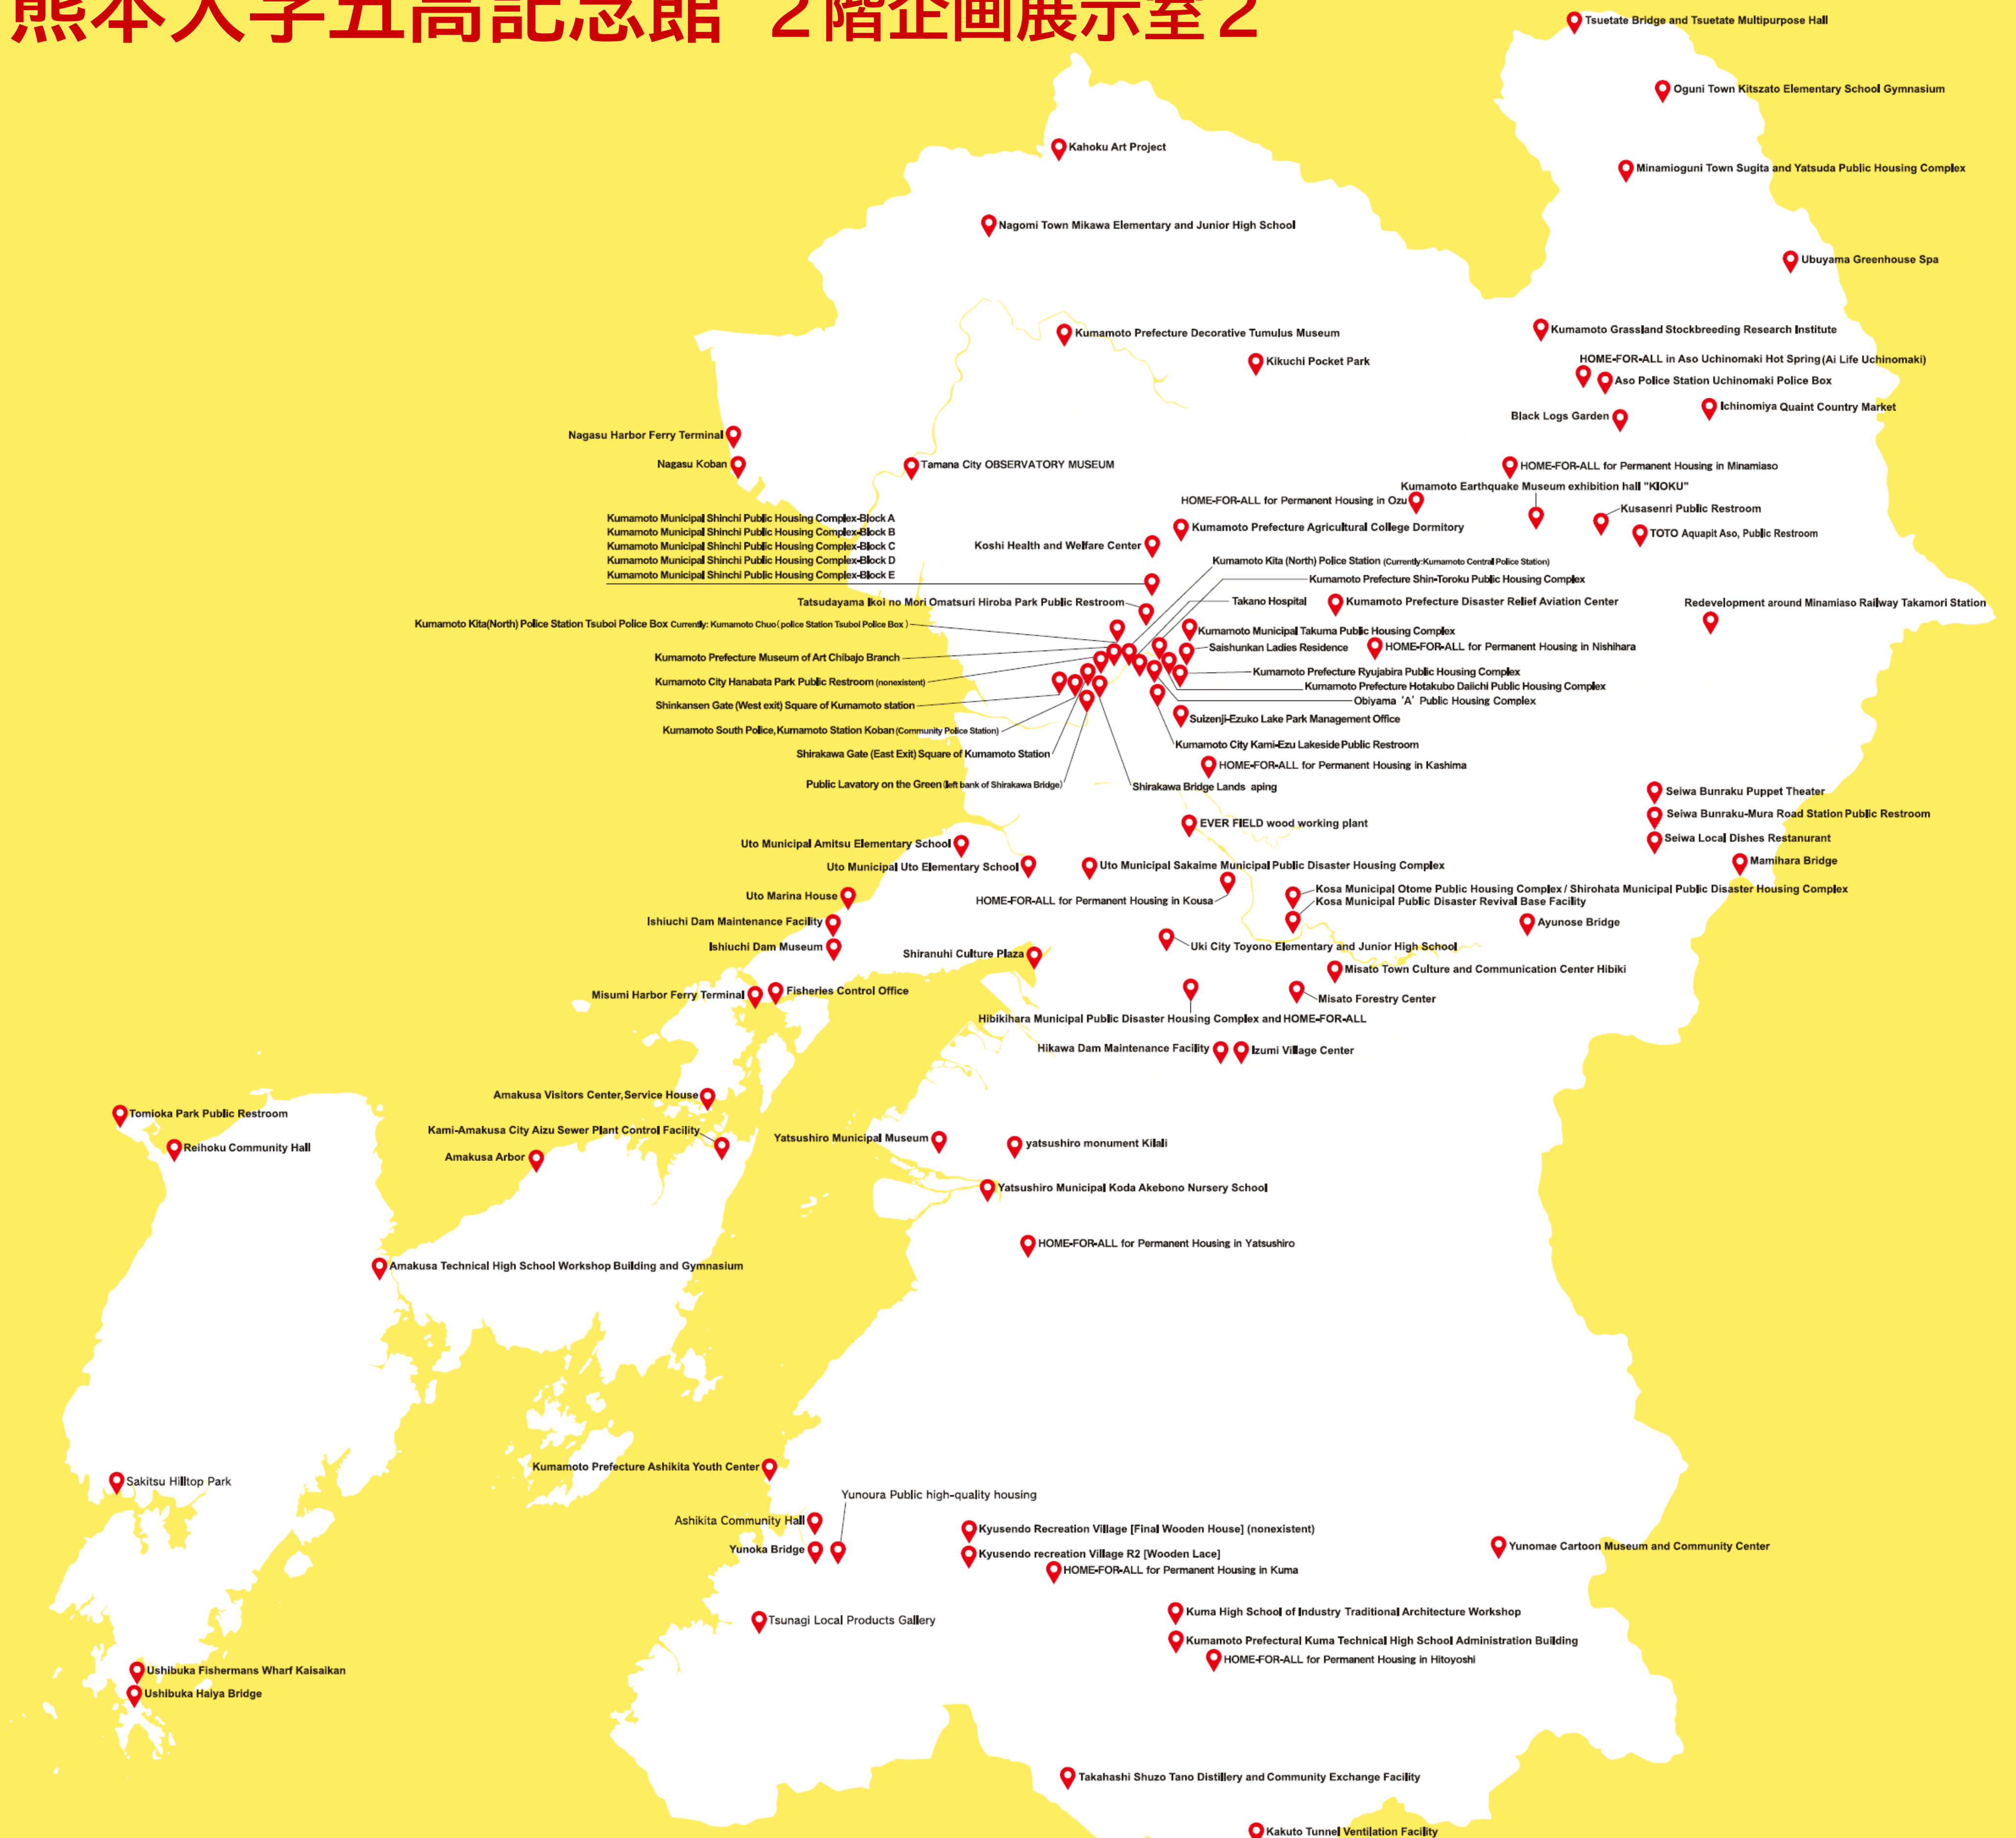 熊本大学五高記念館 2階企画展示室2
Tsuetate Bridge and Tsuetate Multipurpose Hall
Oguni Town Kitszato Elementary School Gymnasium
Kahoku Art Project
Minamioguni Town Sugita and Yatsuda Public Housing Complex
Nagomi Town Mikawa Elementary and Junior High School
Ubuyama Greenhouse Spa
Kumamoto Prefecture Decorative Tumulus Museum
Kumamoto Grassland Stockbreeding Research Institute
Kikuchi Pocket Park
HOME-FOR-ALL in Aso Uchinomaki Hot Spring (Ai Life Uchinomaki)
Aso Police Station Uchinomaki Police Box
Ichinomiya Quaint Country Market
Black Logs Garden
Nagasu Harbor Ferry Terminal
Nagasu Koban
Tamana City OBSERVATORY MUSEUM
HOME-FOR-ALL for Permanent Housing in Minamiaso
Kumamoto Earthquake Museum exhibition hall "KIOKU"
HOME-FOR-ALL for Permanent Housing in Ozu
Kusasenri Public Restroom
Kumamoto Municipal Shinchi Public Housing Complex-Block A
Kumamoto Municipal Shinchi Public Housing Complex-Block B
Kumamoto Municipal Shinchi Public Housing Complex-Block C
Kumamoto Municipal Shinchi Public Housing Complex-Block D
Kumamoto Municipal Shinchi Public Housing Complex-Block E
Kumamoto Prefecture Agricultural College Dormitory
TOTO Aquapit Aso, Public Restroom
Koshi Health and Welfare Center
Kumamoto Kita (North) Police Station (Currently:Kumamoto Central Police Station)
Kumamoto Prefecture Shin-Toroku Public Housing Complex
Tatsudayama Ikoi no Mori Omatsuri Hiroba Park Public Restroom
Takano Hospital
Kumamoto Prefecture Disaster Relief Aviation Center
Redevelopment around Minamiaso Railway Takamori Station
Kumamoto Kita(North) Police Station Tsuboi Police Box Currently: Kumamoto Chuo(police Station Tsuboi Police Box )
Kumamoto Municipal Takuma Public Housing Complex
Saishunkan Ladies Residence
HOME-FOR-ALL for Permanent Housing in Nishihara
Kumamoto Prefecture Museum of Art Chibajo Branch
Kumamoto Prefecture Ryujabira Public Housing Complex
Kumamoto City Hanabata Park Public Restroom (nonexistent)
Kumamoto Prefecture Hotakubo Daiichi Public Housing Complex
Obiyama 'A' Public Housing Complex
Shinkansen Gate (West exit) Square of Kumamoto station
Suizenji-Ezuko Lake Park Management Office
Kumamoto South Police, Kumamoto Station Koban (Community Police Station)
Kumamoto City Kami-Ezu Lakeside Public Restroom
Shirakawa Gate (East Exit) Square of Kumamoto Station
HOME-FOR-ALL for Permanent Housing in Kashima
Public Lavatory on the Green (left bank of Shirakawa Bridge)
Shirakawa Bridge Lands aping
Seiwa Bunraku Puppet Theater
Seiwa Bunraku-Mura Road Station Public Restroom
EVER FIELD wood working plant
Seiwa Local Dishes Restanurant
Uto Municipal Amitsu Elementary School
Mamihara Bridge
Uto Municipal Uto Elementary School
Uto Municipal Sakaime Municipal Public Disaster Housing Complex
Kosa Municipal Otome Public Housing Complex / Shirohata Municipal Public Disaster Housing Complex
Uto Marina House
HOME-FOR-ALL for Permanent Housing in Kousa
Kosa Municipal Public Disaster Revival Base Facility
Ishiuchi Dam Maintenance Facility
Ayunose Bridge
Ishiuchi Dam Museum
Uki City Toyono Elementary and Junior High School
Shiranuhi Culture Plaza
Misato Town Culture and Communication Center Hibiki
Misumi Harbor Ferry Terminal
Fisheries Control Office
Misato Forestry Center
Hibikihara Municipal Public Disaster Housing Complex and HOME-FOR-ALL
Hikawa Dam Maintenance Facility
Izumi Village Center
Amakusa Visitors Center,Service House
Tomioka Park Public Restroom
Kami-Amakusa City Aizu Sewer Plant Control Facility
Yatsushiro Municipal Museum
yatsushiro monument Kilali
Reihoku Community Hall
Amakusa Arbor
Yatsushiro Municipal Koda Akebono Nursery School
HOME-FOR-ALL for Permanent Housing in Yatsushiro
Amakusa Technical High School Workshop Building and Gymnasium
Kumamoto Prefecture Ashikita Youth Center
Sakitsu Hilltop Park
Yunoura Public high-quality housing
Ashikita Community Hall
Kyusendo Recreation Village [Final Wooden House] (nonexistent)
Yunoka Bridge
Kyusendo recreation Village R2 [Wooden Lace]
Yunomae Cartoon Museum and Community Center
HOME-FOR-ALL for Permanent Housing in Kuma
Tsunagi Local Products Gallery
Kuma High School of Industry Traditional Architecture Workshop
Kumamoto Prefectural Kuma Technical High School Administration Building
HOME-FOR-ALL for Permanent Housing in Hitoyoshi
Ushibuka Fishermans Wharf Kaisaikan
Ushibuka Haiya Bridge
Takahashi Shuzo Tano Distillery and Community Exchange Facility
Kakuto Tunnel Ventilation Facility